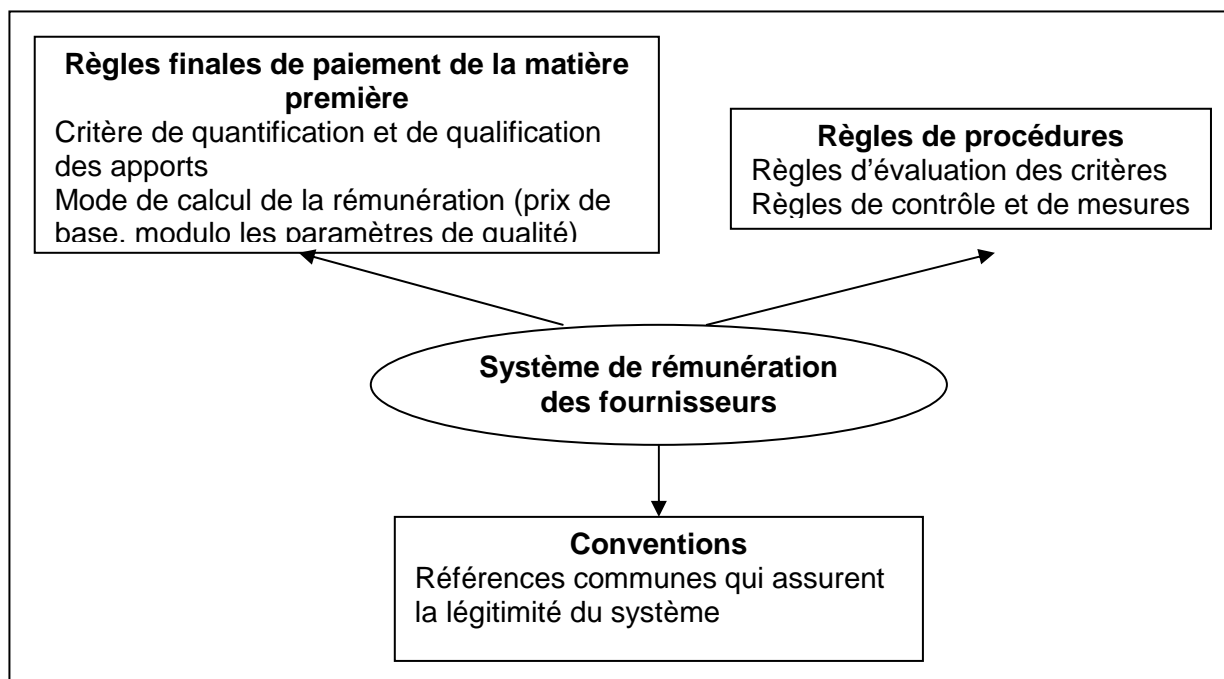 Règles finales de paiement de la matière
première
Critère de quantification et de qualification
des apports
Mode de calcul de la rémunération (prix de
base, modulo les paramètres de qualité)
Règles de procédures
Règles d'évaluation des critères
Règles de contrôle et de mesures
Système de rémunération
des fournisseurs
Conventions
Références communes qui assurent
la légitimité du système